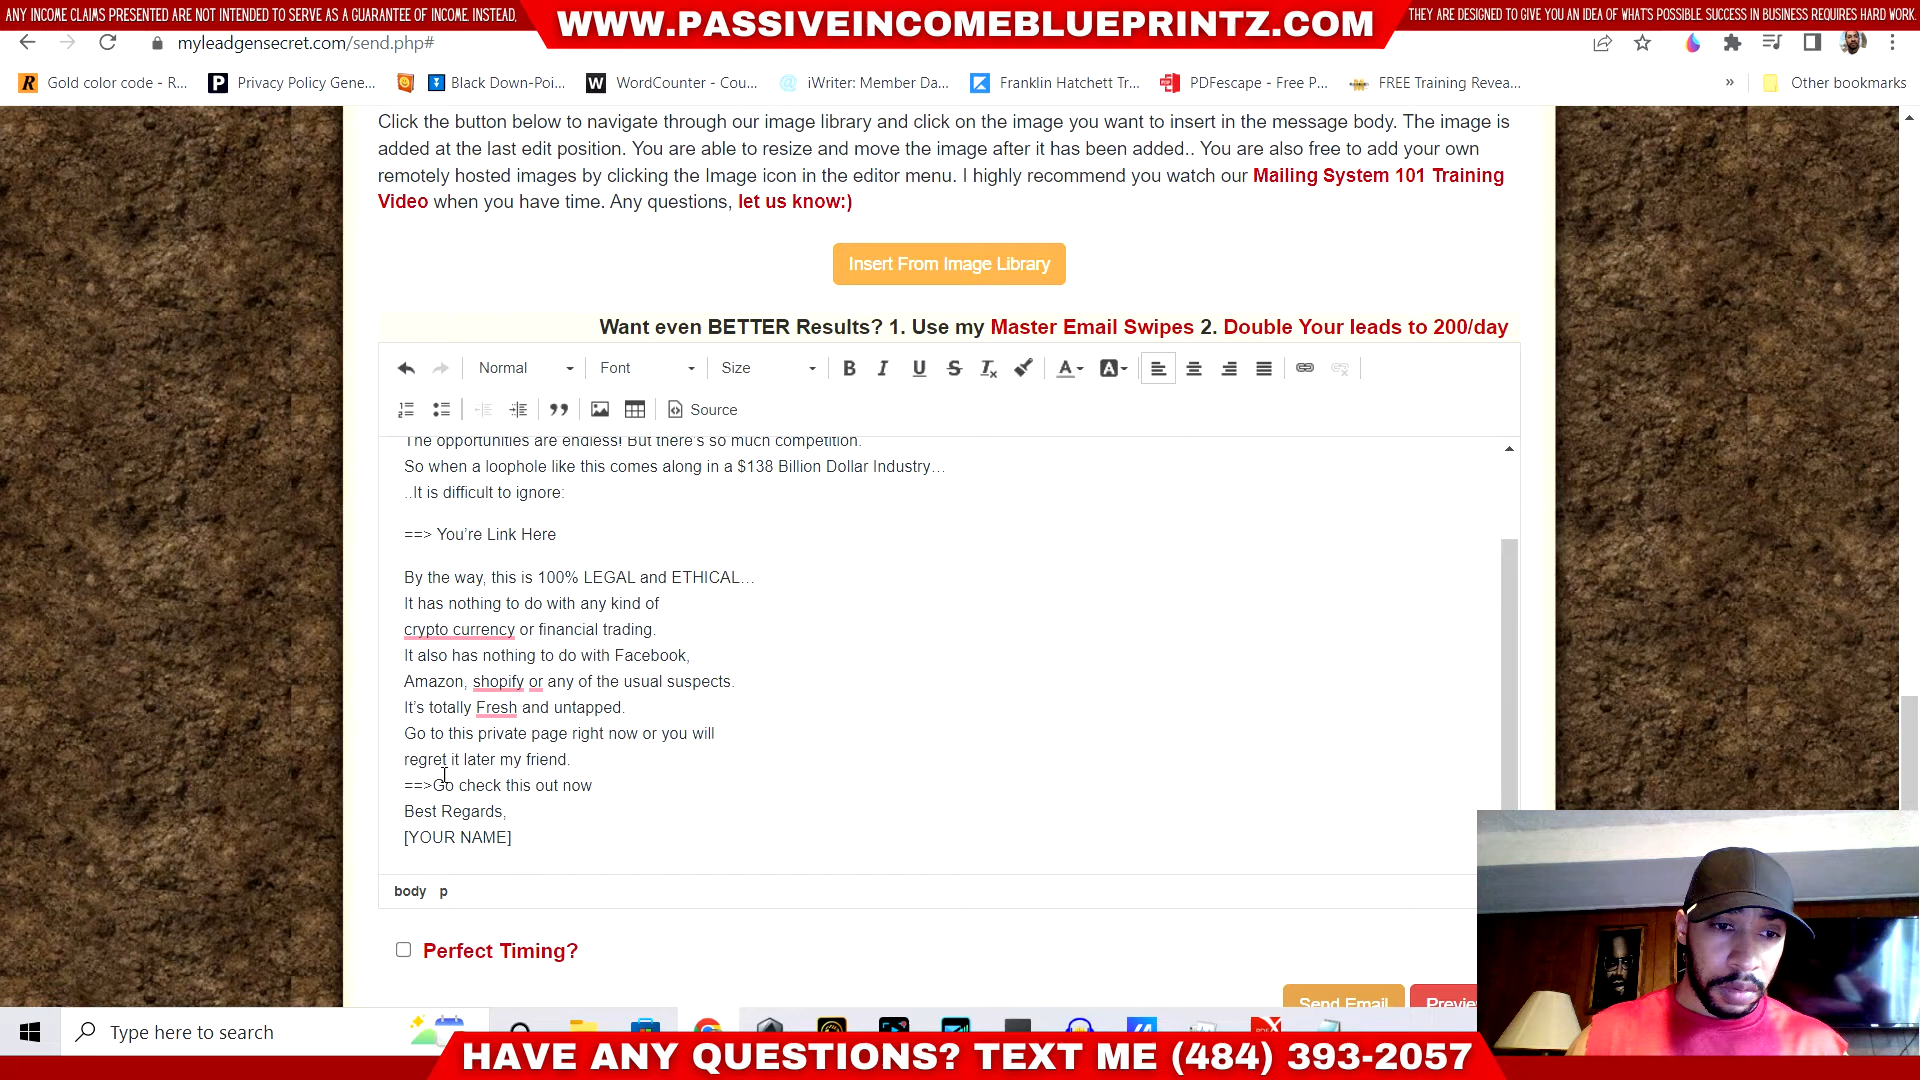 ANY INCOME CLAIMS PRESENTED ARE NOT INTENDED TO SERVE AS A GUARANTEE OF INCOME. INSTEAD,
WWW.PASSIVEINCOMEBLUEPRINTZ.COM
THEY ARE DESIGNED TO GIVE YOU AN IDEA OF WHAT'S POSSIBLE. SUCCESS IN BUSINESS REQUIRES HARD WORK.
myleadgensecret.com/send.php#
Gold color code - R...
Privacy Policy Gene...
Black Down-Poi...
WordCounter - Cou...
iWriter: Member Da...
Franklin Hatchett Tr...
PDFescape - Free P...
FREE Training Revea...
»
Other bookmarks
Click the button below to navigate through our image library and click on the image you want to insert in the message body. The image is
added at the last edit position. You are able to resize and move the image after it has been added.. You are also free to add your own
remotely hosted images by clicking the Image icon in the editor menu. I highly recommend you watch our Mailing System 101 Training
Video when you have time. Any questions, let us know:)
Insert From Image Library
Want even BETTER Results? 1. Use my Master Email Swipes 2. Double Your leads to 200/day
Normal
Font
Size
Source
The opportunities are endless! But there's so much competition.
So when a loophole like this comes along in a $138 Billion Dollar Industry…
..It is difficult to ignore:
==> You're Link Here
By the way, this is 100% LEGAL and ETHICAL…
It has nothing to do with any kind of
crypto currency or financial trading.
It also has nothing to do with Facebook,
Amazon, shopify or any of the usual suspects.
It's totally Fresh and untapped.
Go to this private page right now or you will
regret it later my friend.
==>Go check this out now
Best Regards,
[YOUR NAME]
body p
Perfect Timing?
Send Email
Type here to search
HAVE ANY QUESTIONS? TEXT ME (484) 393-2057